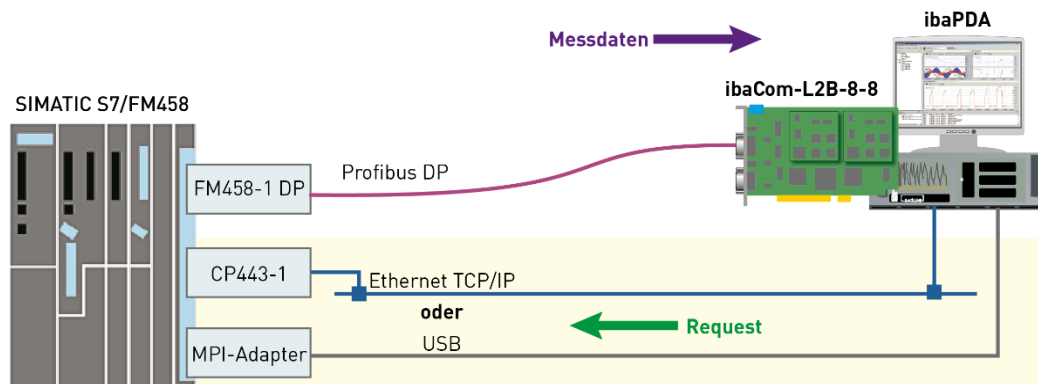 ibaPDA
Messdaten
ibaCom-L2B-8-8
SIMATIC S7/FM458
FM458-1 DP
Profibus DP
CP443-1
Ethernet TCP/IP
oder
Request
USB
MPI-Adapter